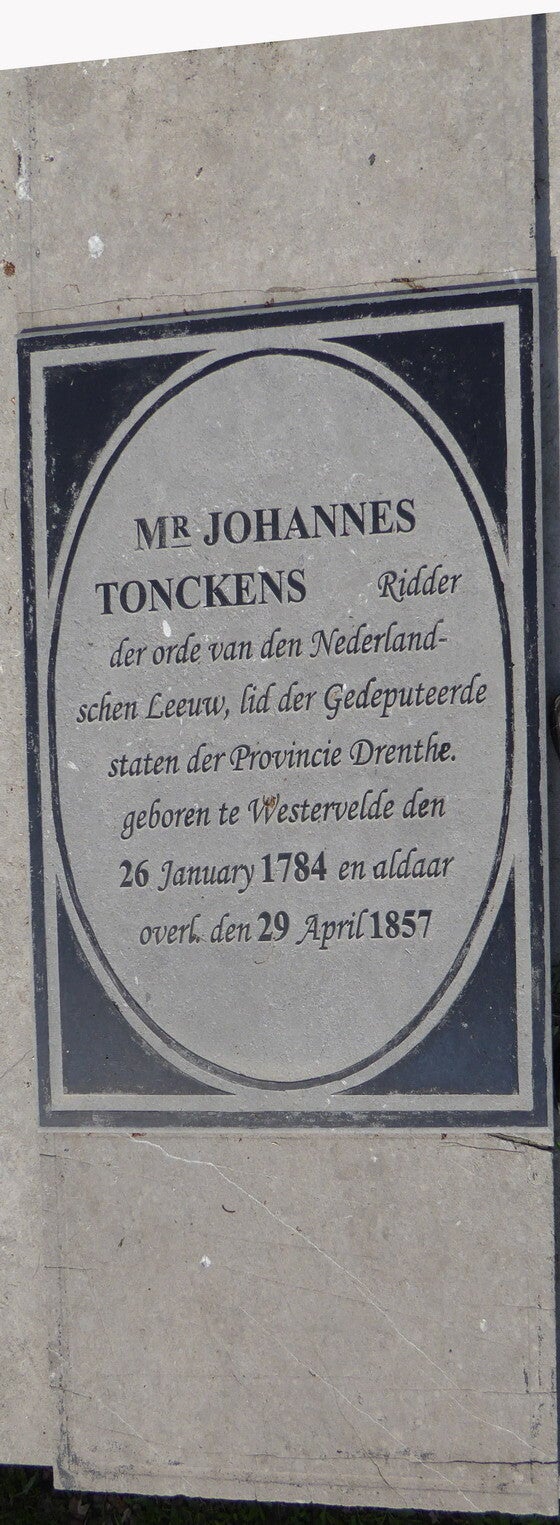 MR JOHANNES
TONCKENS Ridder
der orde van den Nederland-
schen Leeuw, lid der Gedeputeerde
staten der Provincie Drenthe.
geboren te Westervelde den
26 January 1784 en aldaar
overl. den 29 April 1857